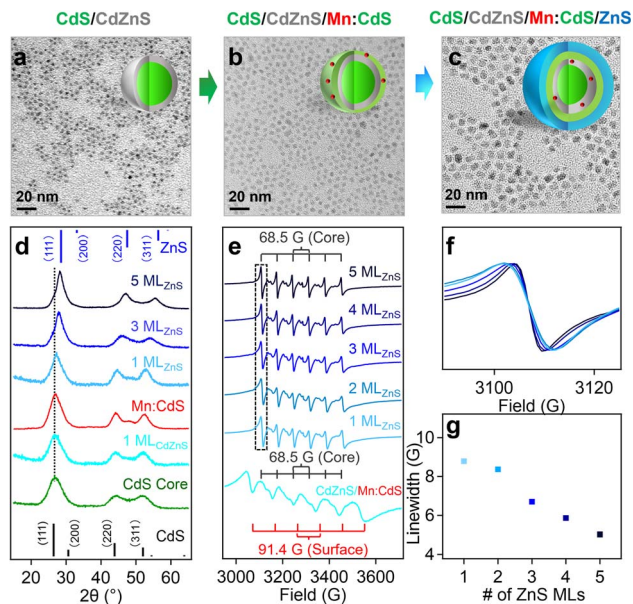 CdS/CdZnS
CdS/CdZnS/Mn:CdS
CdS/CdZnS/Mn:CdS/ZnS
a
20 nm
b
20 nm
c
20 nm
d
(111)
(200)
(220)
(311)
ZnS
5 MLZnS
3 MLZnS
1 MLZnS
Mn:CdS
1 MLCdZnS
CdS Core
(111)
(200)
(220)
(311)
CdS
20 30 40 50 60
2θ (°)
e
68.5 G (Core)
5 MLZnS
4 MLZnS
3 MLZnS
2 MLZnS
1 MLZnS
68.5 G (Core)
CdZnS/Mn:CdS
91.4 G (Surface)
3000 3200 3400 3600
Field (G)
f
3100 3120
Field (G)
g
Linewidth (G)
10
8
6
4
1 2 3 4 5
# of ZnS MLs